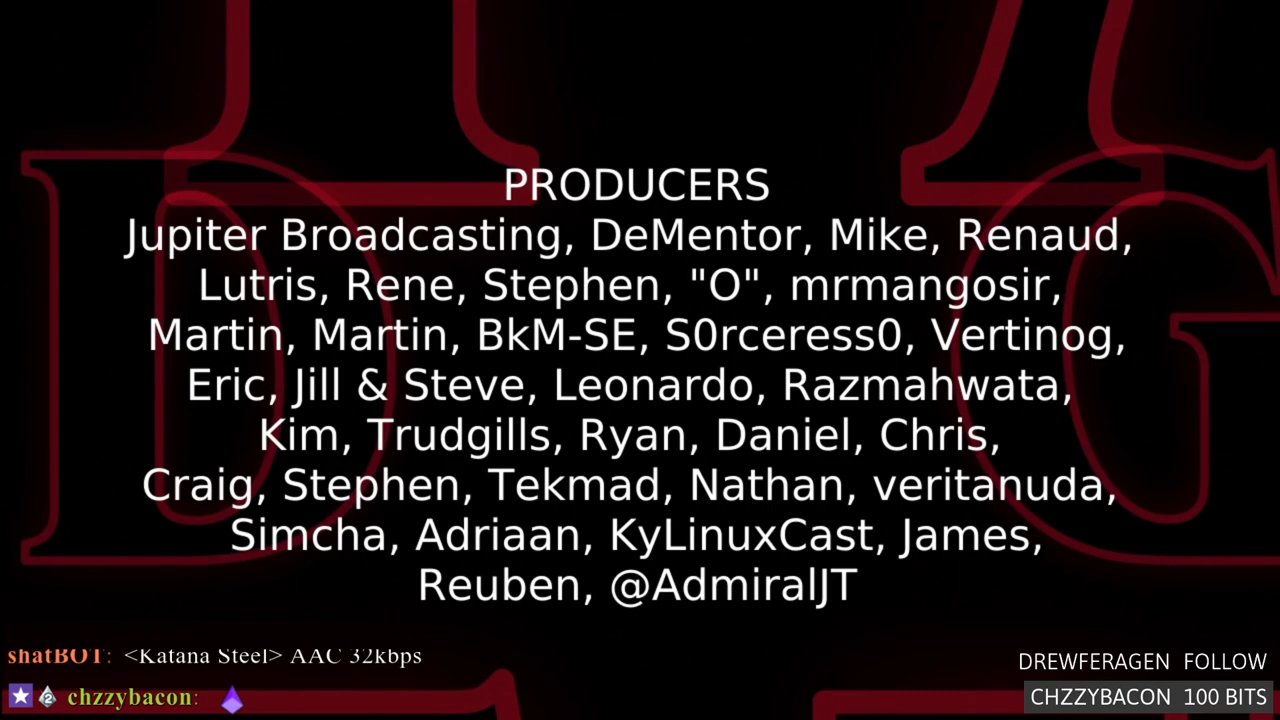 PRODUCERS
Jupiter Broadcasting, DeMentor, Mike, Renaud,
Lutris, Rene, Stephen, "O", mrmangosir,
Martin, Martin, BkM-SE, S0rceress0, Vertinog,
Eric, Jill & Steve, Leonardo, Razmahwata,
Kim, Trudgills, Ryan, Daniel, Chris,
Craig, Stephen, Tekmad, Nathan, veritanuda,
Simcha, Adriaan, KyLinuxCast, James,
Reuben, @AdmiralJT
shatBOT: <Katana Steel> AAC 32kbps
2 chzzybacon:
DREWFERAGEN FOLLOW
CHZZYBACON 100 BITS